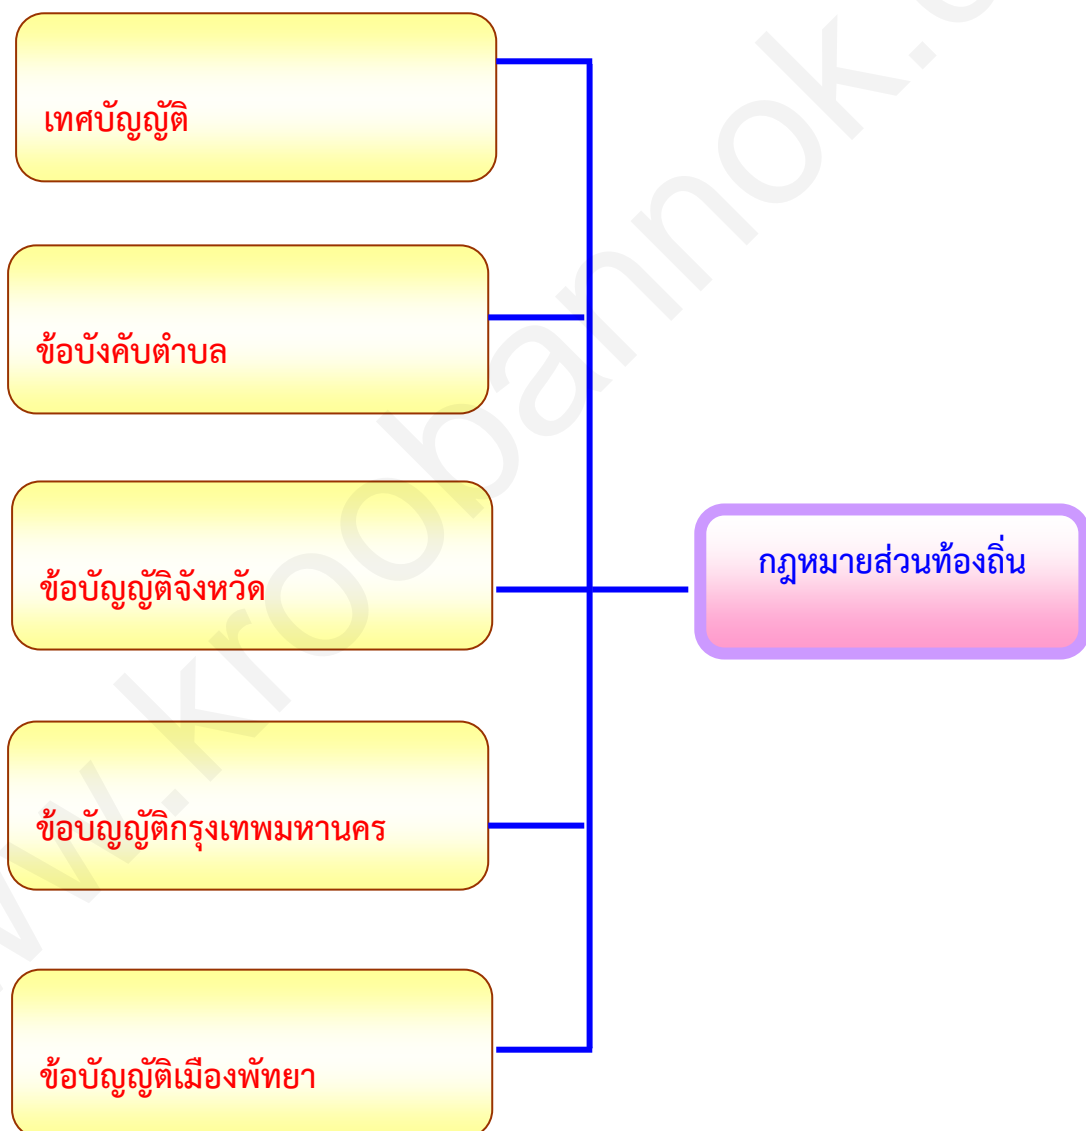 เทศบัญญัติ
ข้อบังคับตำบล
ข้อบัญญัติจังหวัด
กฎหมายส่วนท้องถิ่น
ข้อบัญญัติกรุงเทพมหานคร
ข้อบัญญัติเมืองพัทยา
www.kroobannok.c